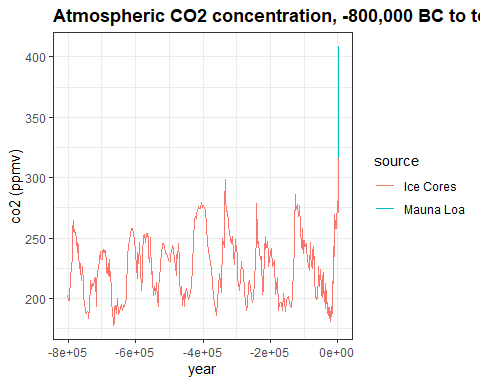 Atmospheric CO2 concentration, -800,000 BC to
400
350
300
250
200
co2 (ppmv)
-8e+05 -6e+05 -4e+05 -2e+05 0e+00
year
source
Ice Cores
Mauna Loa